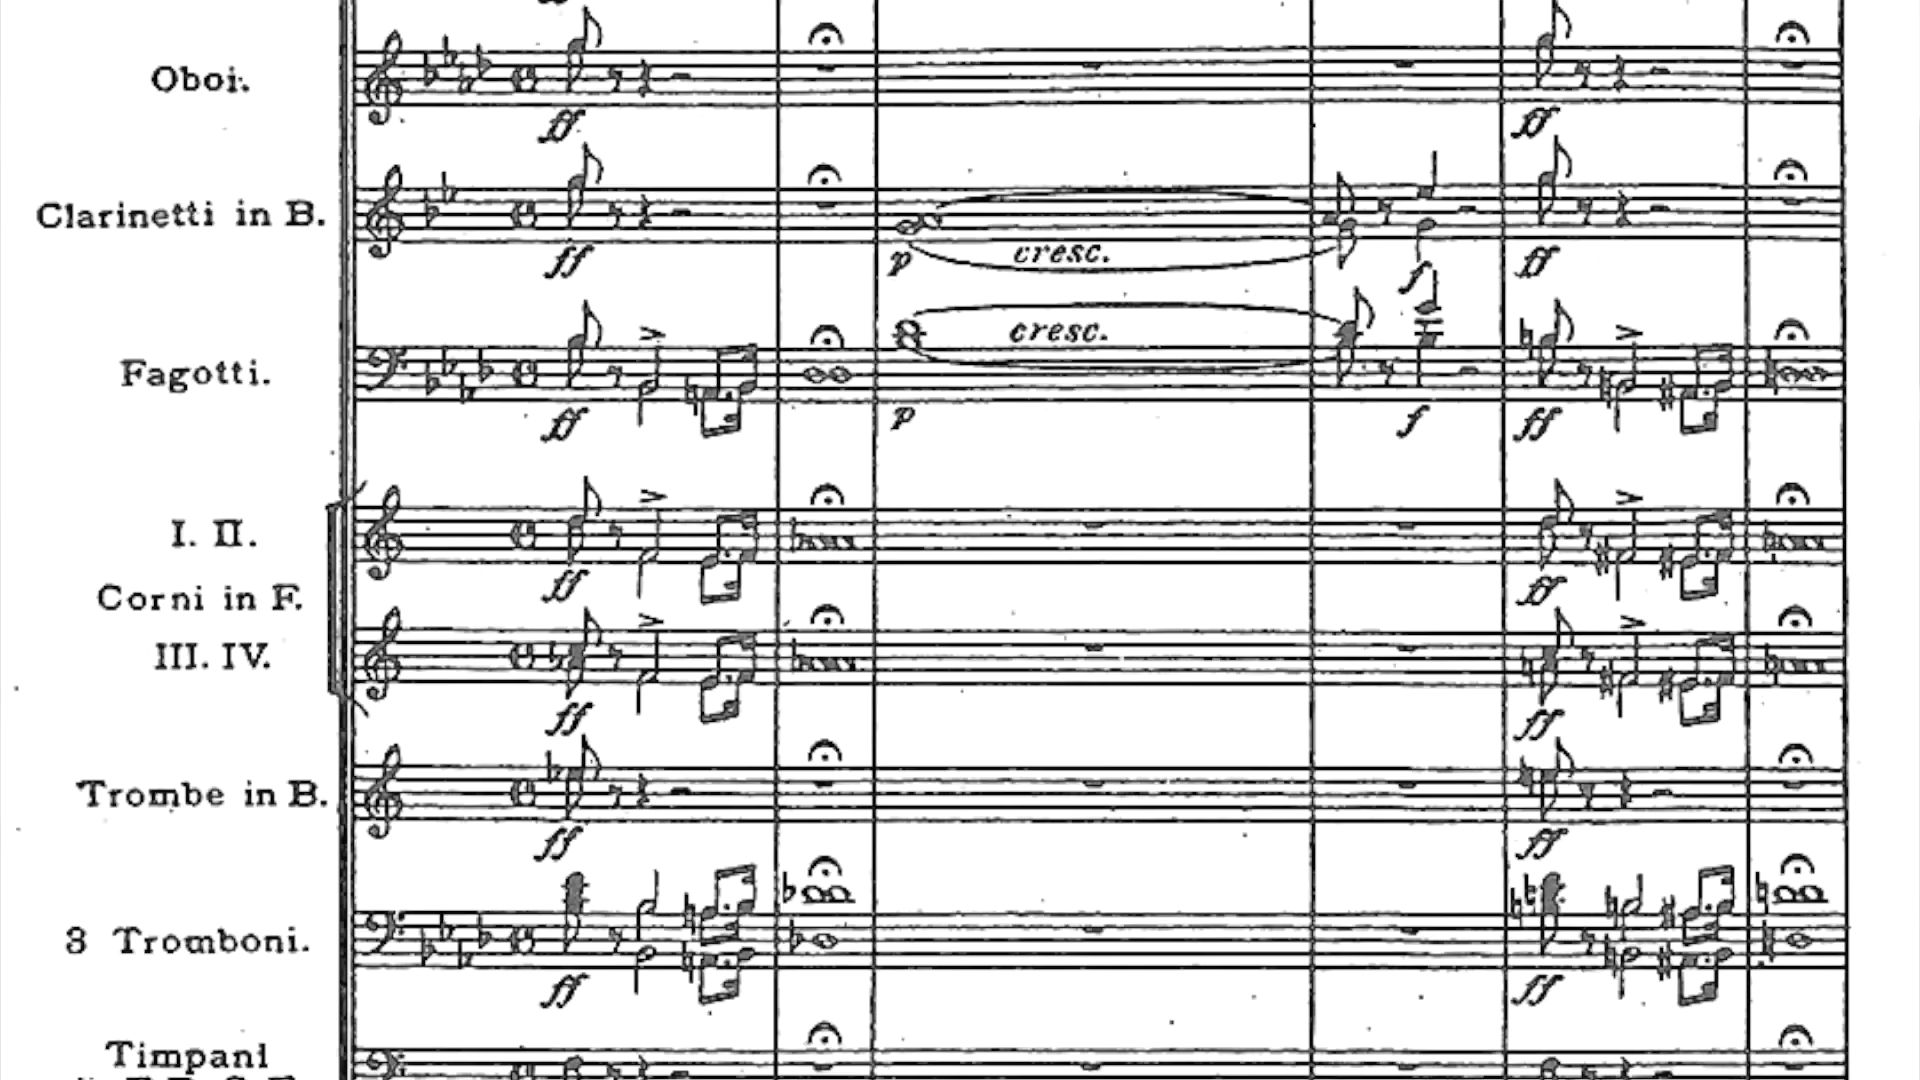 Oboi.
ff
ff
Clarinetti in B.
ff
p
cresc.
f
ff
Fagotti.
ff
p
cresc.
f
ff
I. II.
ff
ff
Corni in F.
III. IV.
ff
ff
Trombe in B.
ff
ff
3 Tromboni.
ff
ff
Timpani